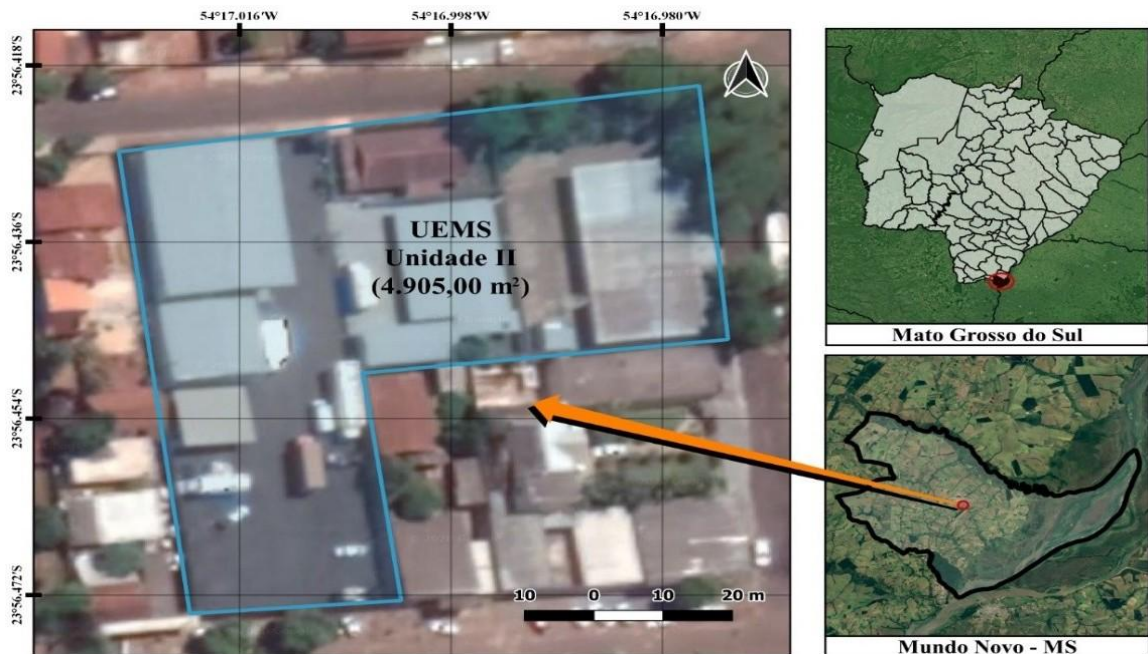 54°17.016'W 54°16.998'W 54°16.980'W
23°56.418'S
23°56.436'S
23°56.454'S
23°56.472'S
UEMS
Unidade II
(4.905,00 m²)
10 0 10 20 m
Mato Grosso do Sul
Mundo Novo - MS